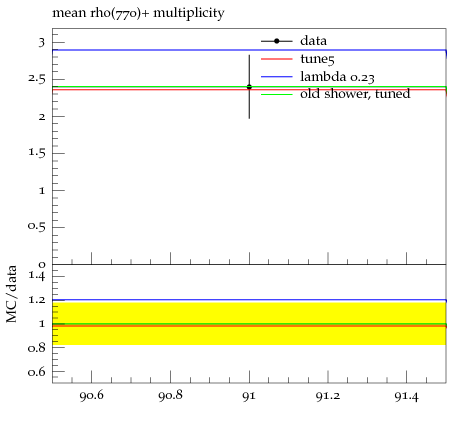 mean rho(770)+ multiplicity
3
data
tune5
2.5
lambda 0.23
old shower, tuned
2
1.5
1
0.5
0
MC/data
1.4
1.2
1
0.8
0.6
90.6 90.8 91 91.2 91.4